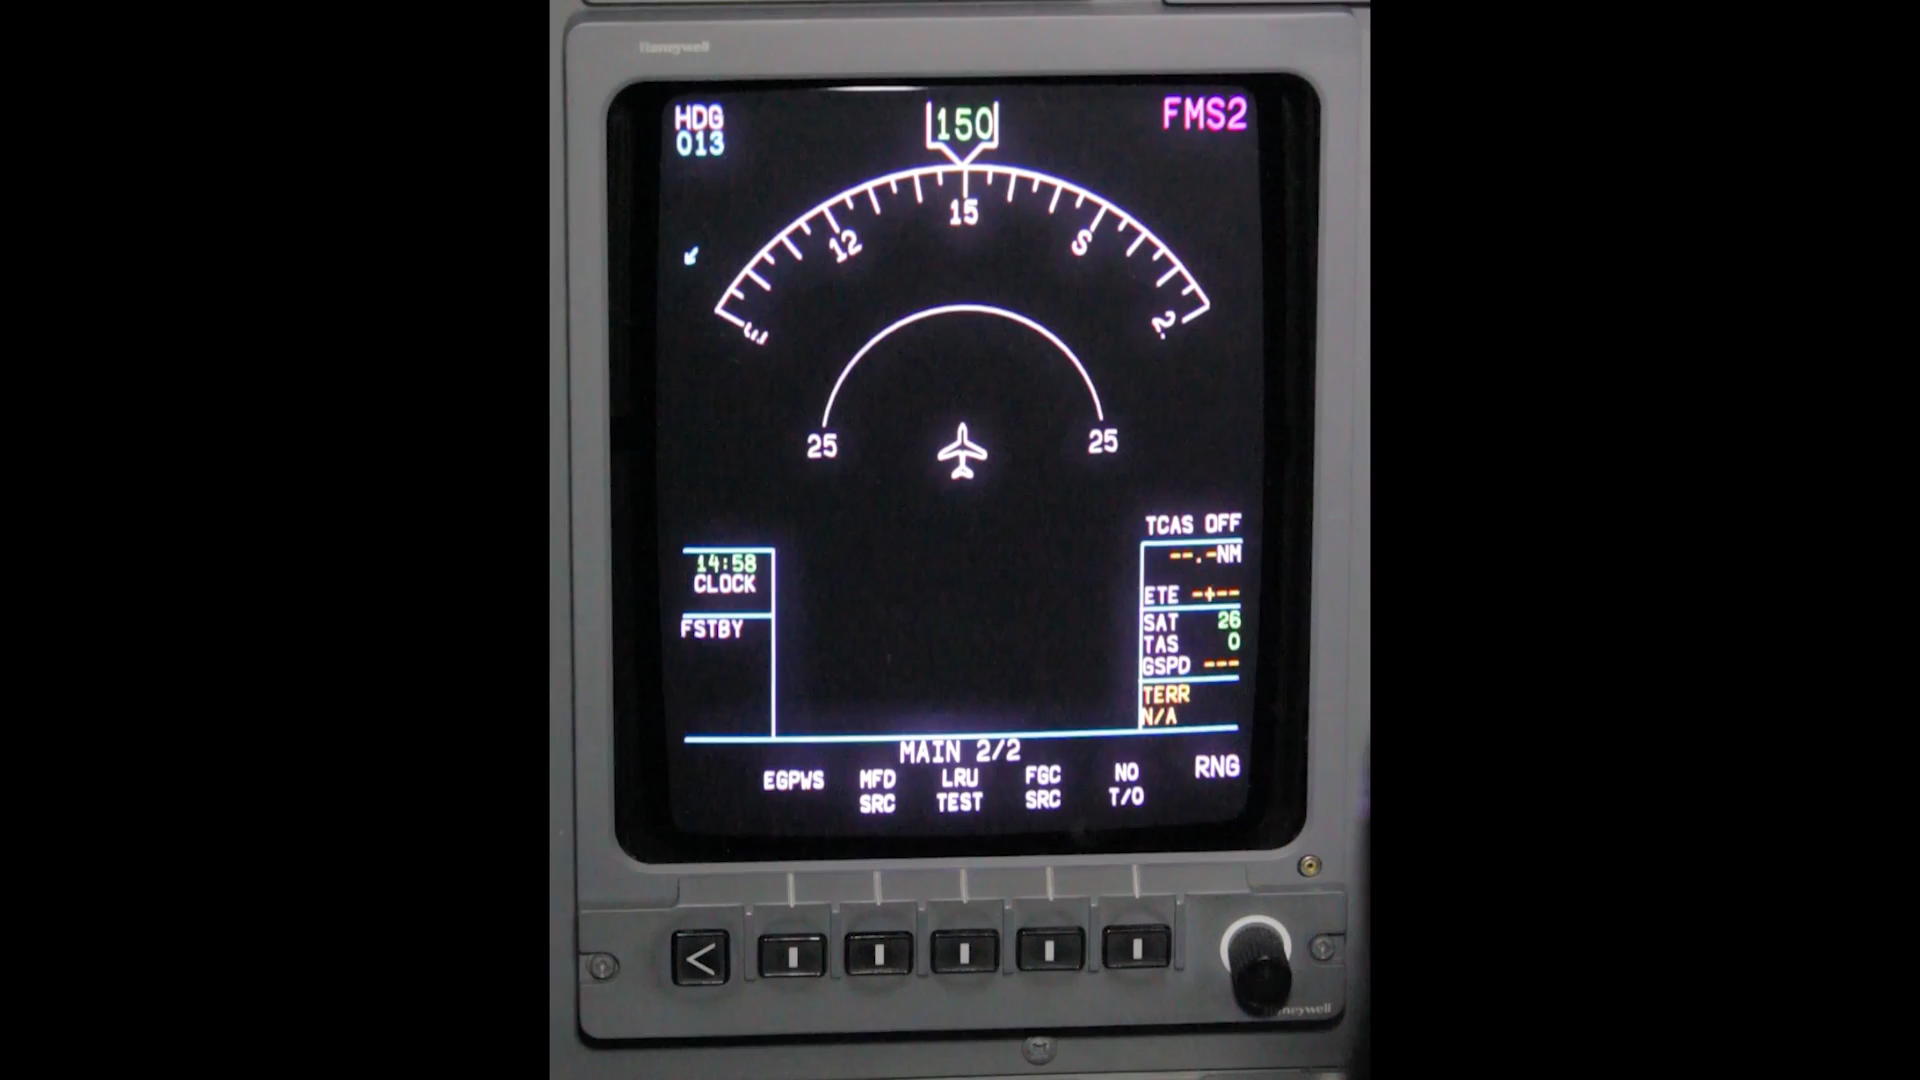 Honeywell
HDG
013
150
FMS2
12
15
S
E
2
25
25
TCAS OFF
14:58
CLOCK
FSTBY
--.-NM
ETE -+--
SAT 26
TAS 0
GSPD ---
TERR
N/A
MAIN 2/2
EGPWS
MFD
SRC
LRU
TEST
FGC
SRC
NO
T/O
RNG
<
Honeywell